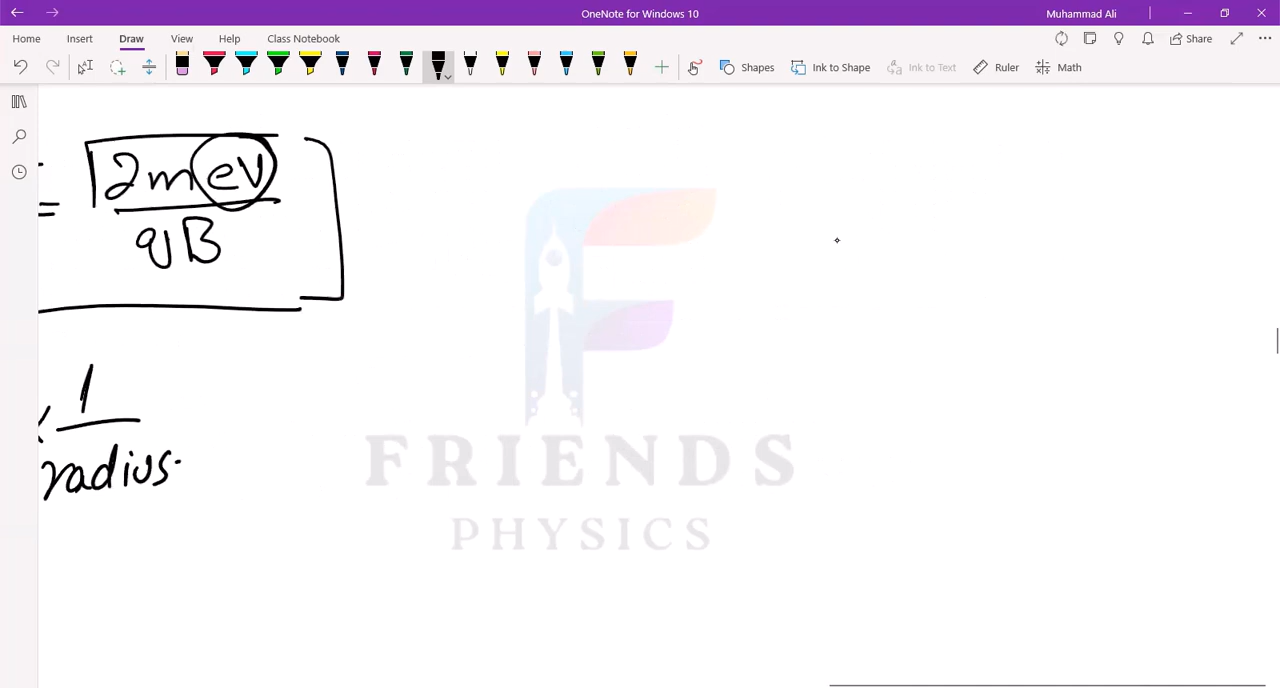 OneNote for Windows 10
Muhammad Ali
Home Insert Draw View Help Class Notebook
Share
Shapes Ink to Shape Ink to Text Ruler Math
= √2meV
qB
1
radius.
FRIENDS
PHYSICS